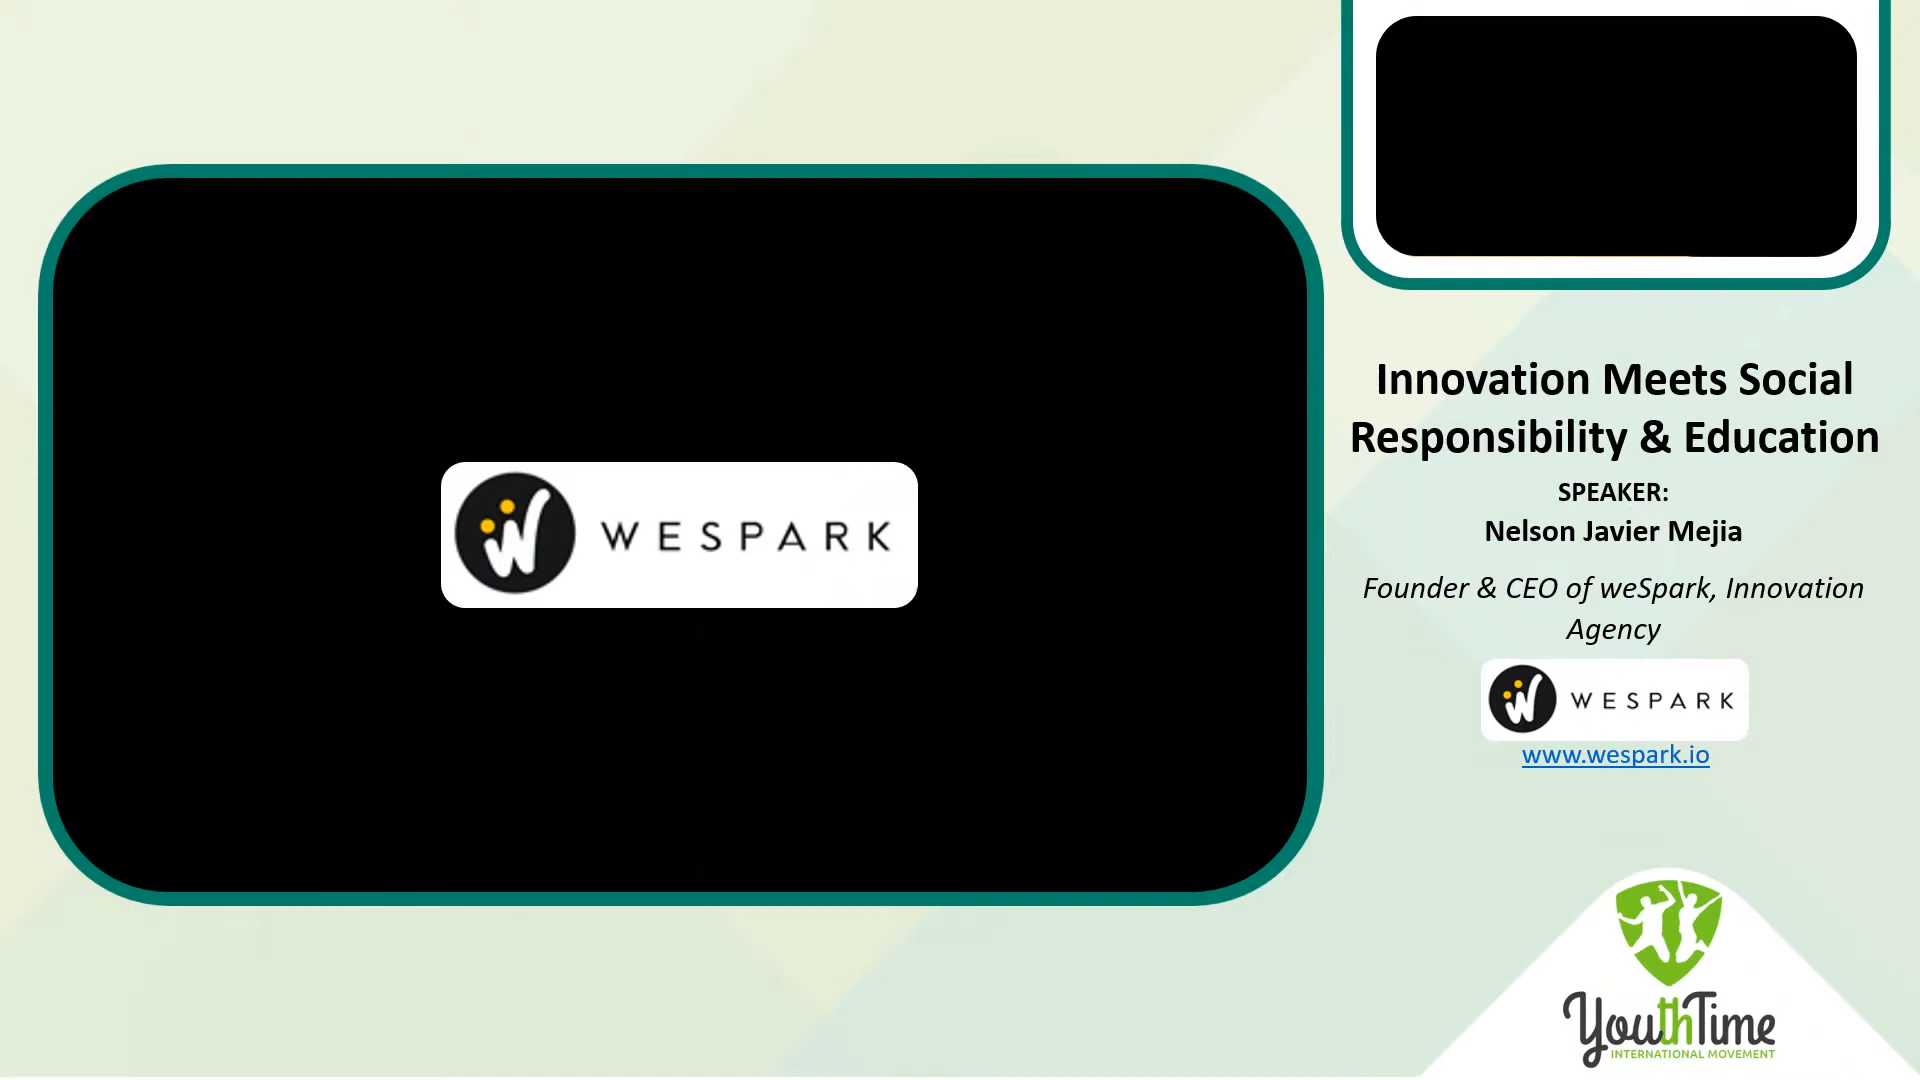 WESPARK
Innovation Meets Social
Responsibility & Education
SPEAKER:
Nelson Javier Mejia
Founder & CEO of weSpark, Innovation
Agency
WESPARK
www.wespark.io
YouthTime
INTERNATIONAL MOVEMENT